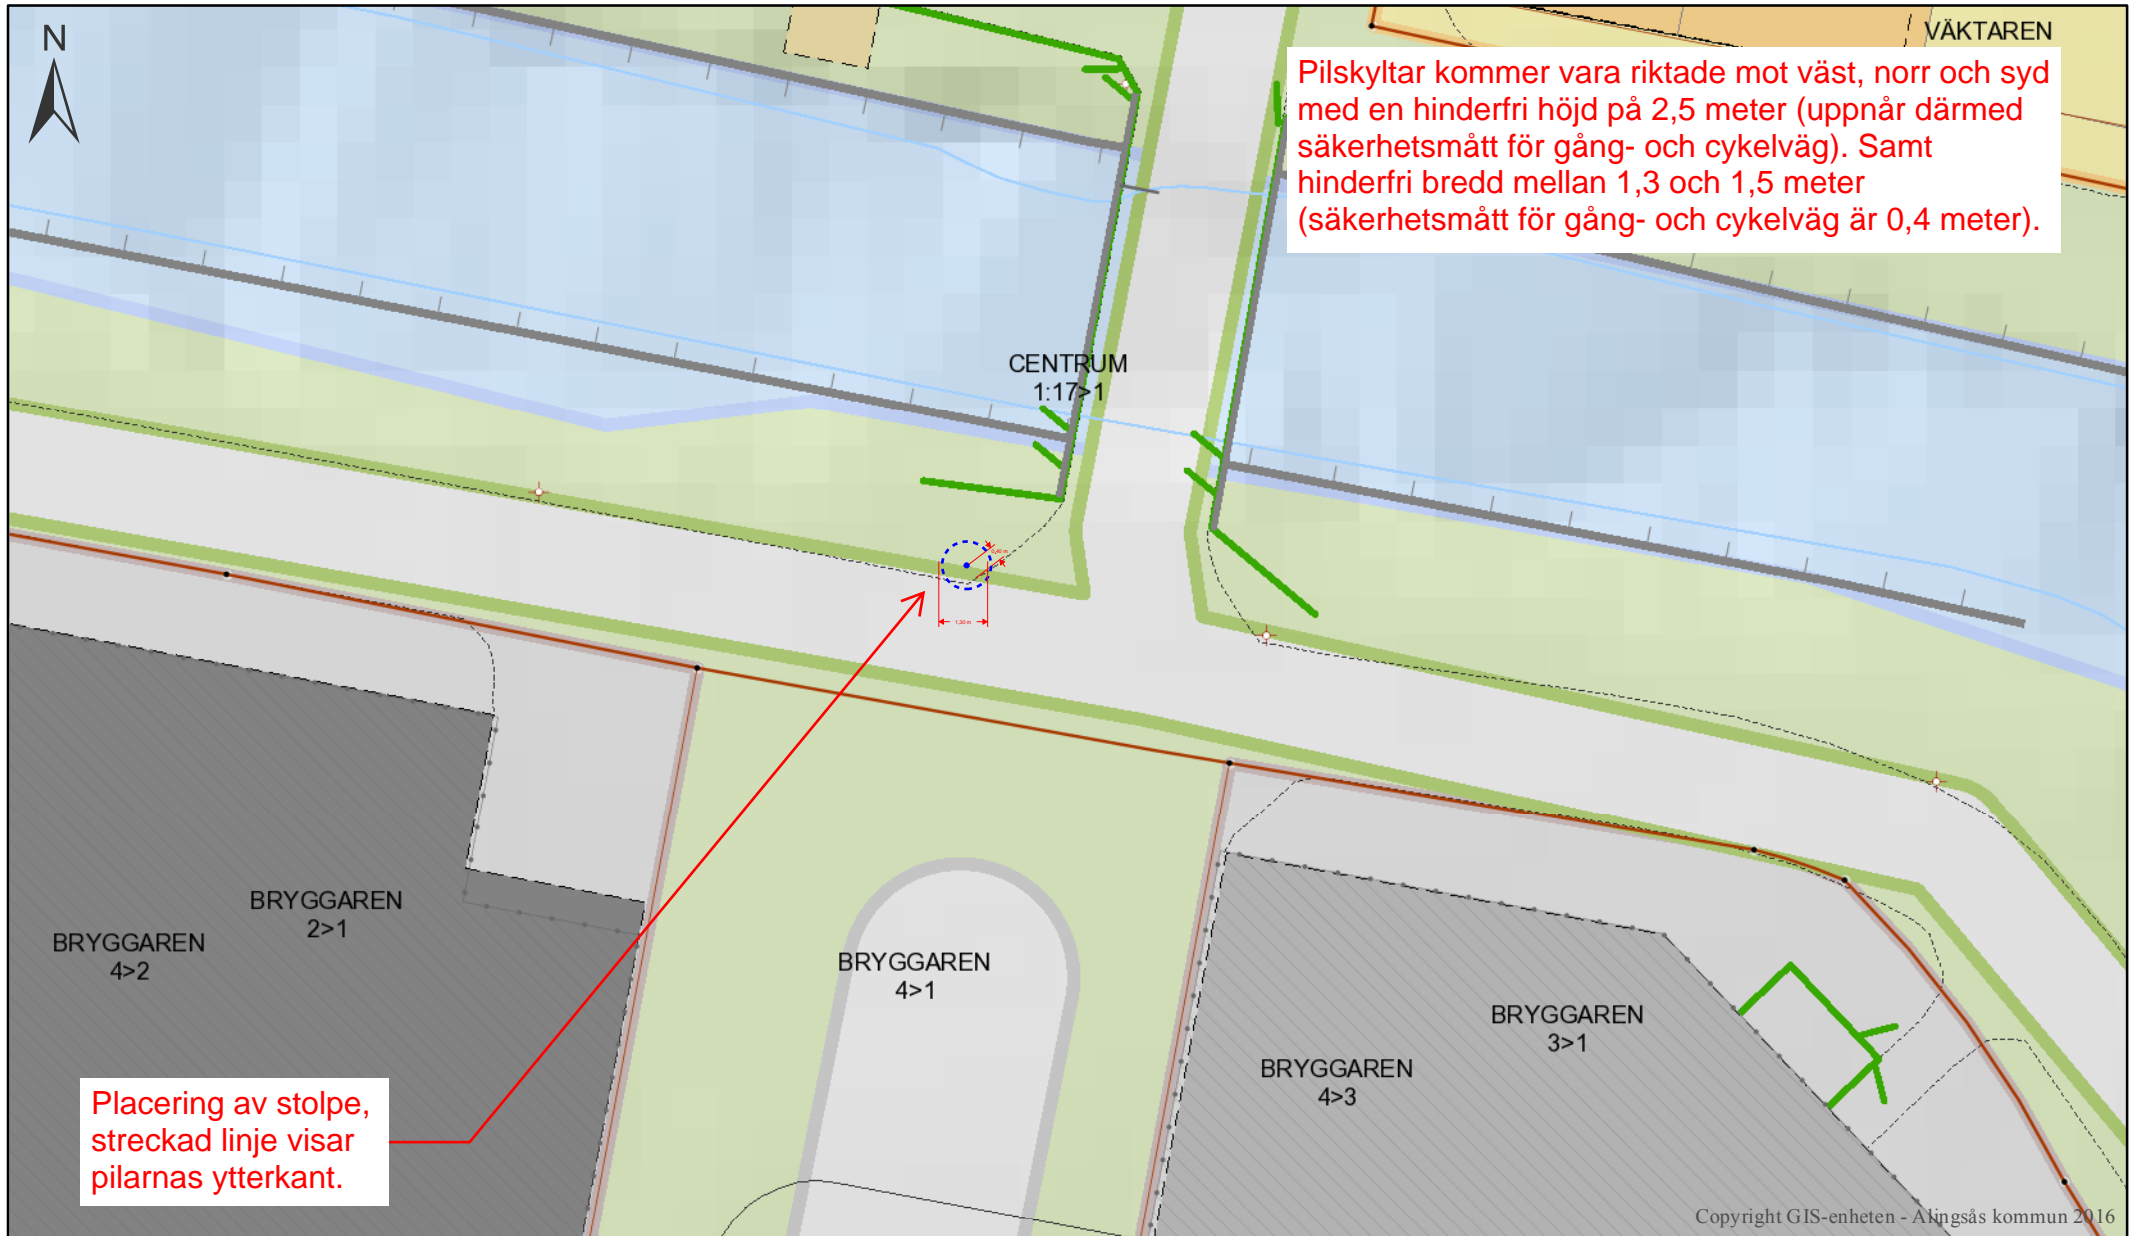 N
VÄKTAREN
Pilskyltar kommer vara riktade mot väst, norr och syd
med en hinderfri höjd på 2,5 meter (uppnår därmed
säkerhetsmått för gång- och cykelväg). Samt
hinderfri bredd mellan 1,3 och 1,5 meter
(säkerhetsmått för gång- och cykelväg är 0,4 meter).
CENTRUM
1:17>1
0,40 m
1,30 m
BRYGGAREN
2>1
BRYGGAREN
4>2
BRYGGAREN
4>1
BRYGGAREN
3>1
BRYGGAREN
4>3
Placering av stolpe,
streckad linje visar
pilarnas ytterkant.
Copyright GIS-enheten - Alingsås kommun 2016